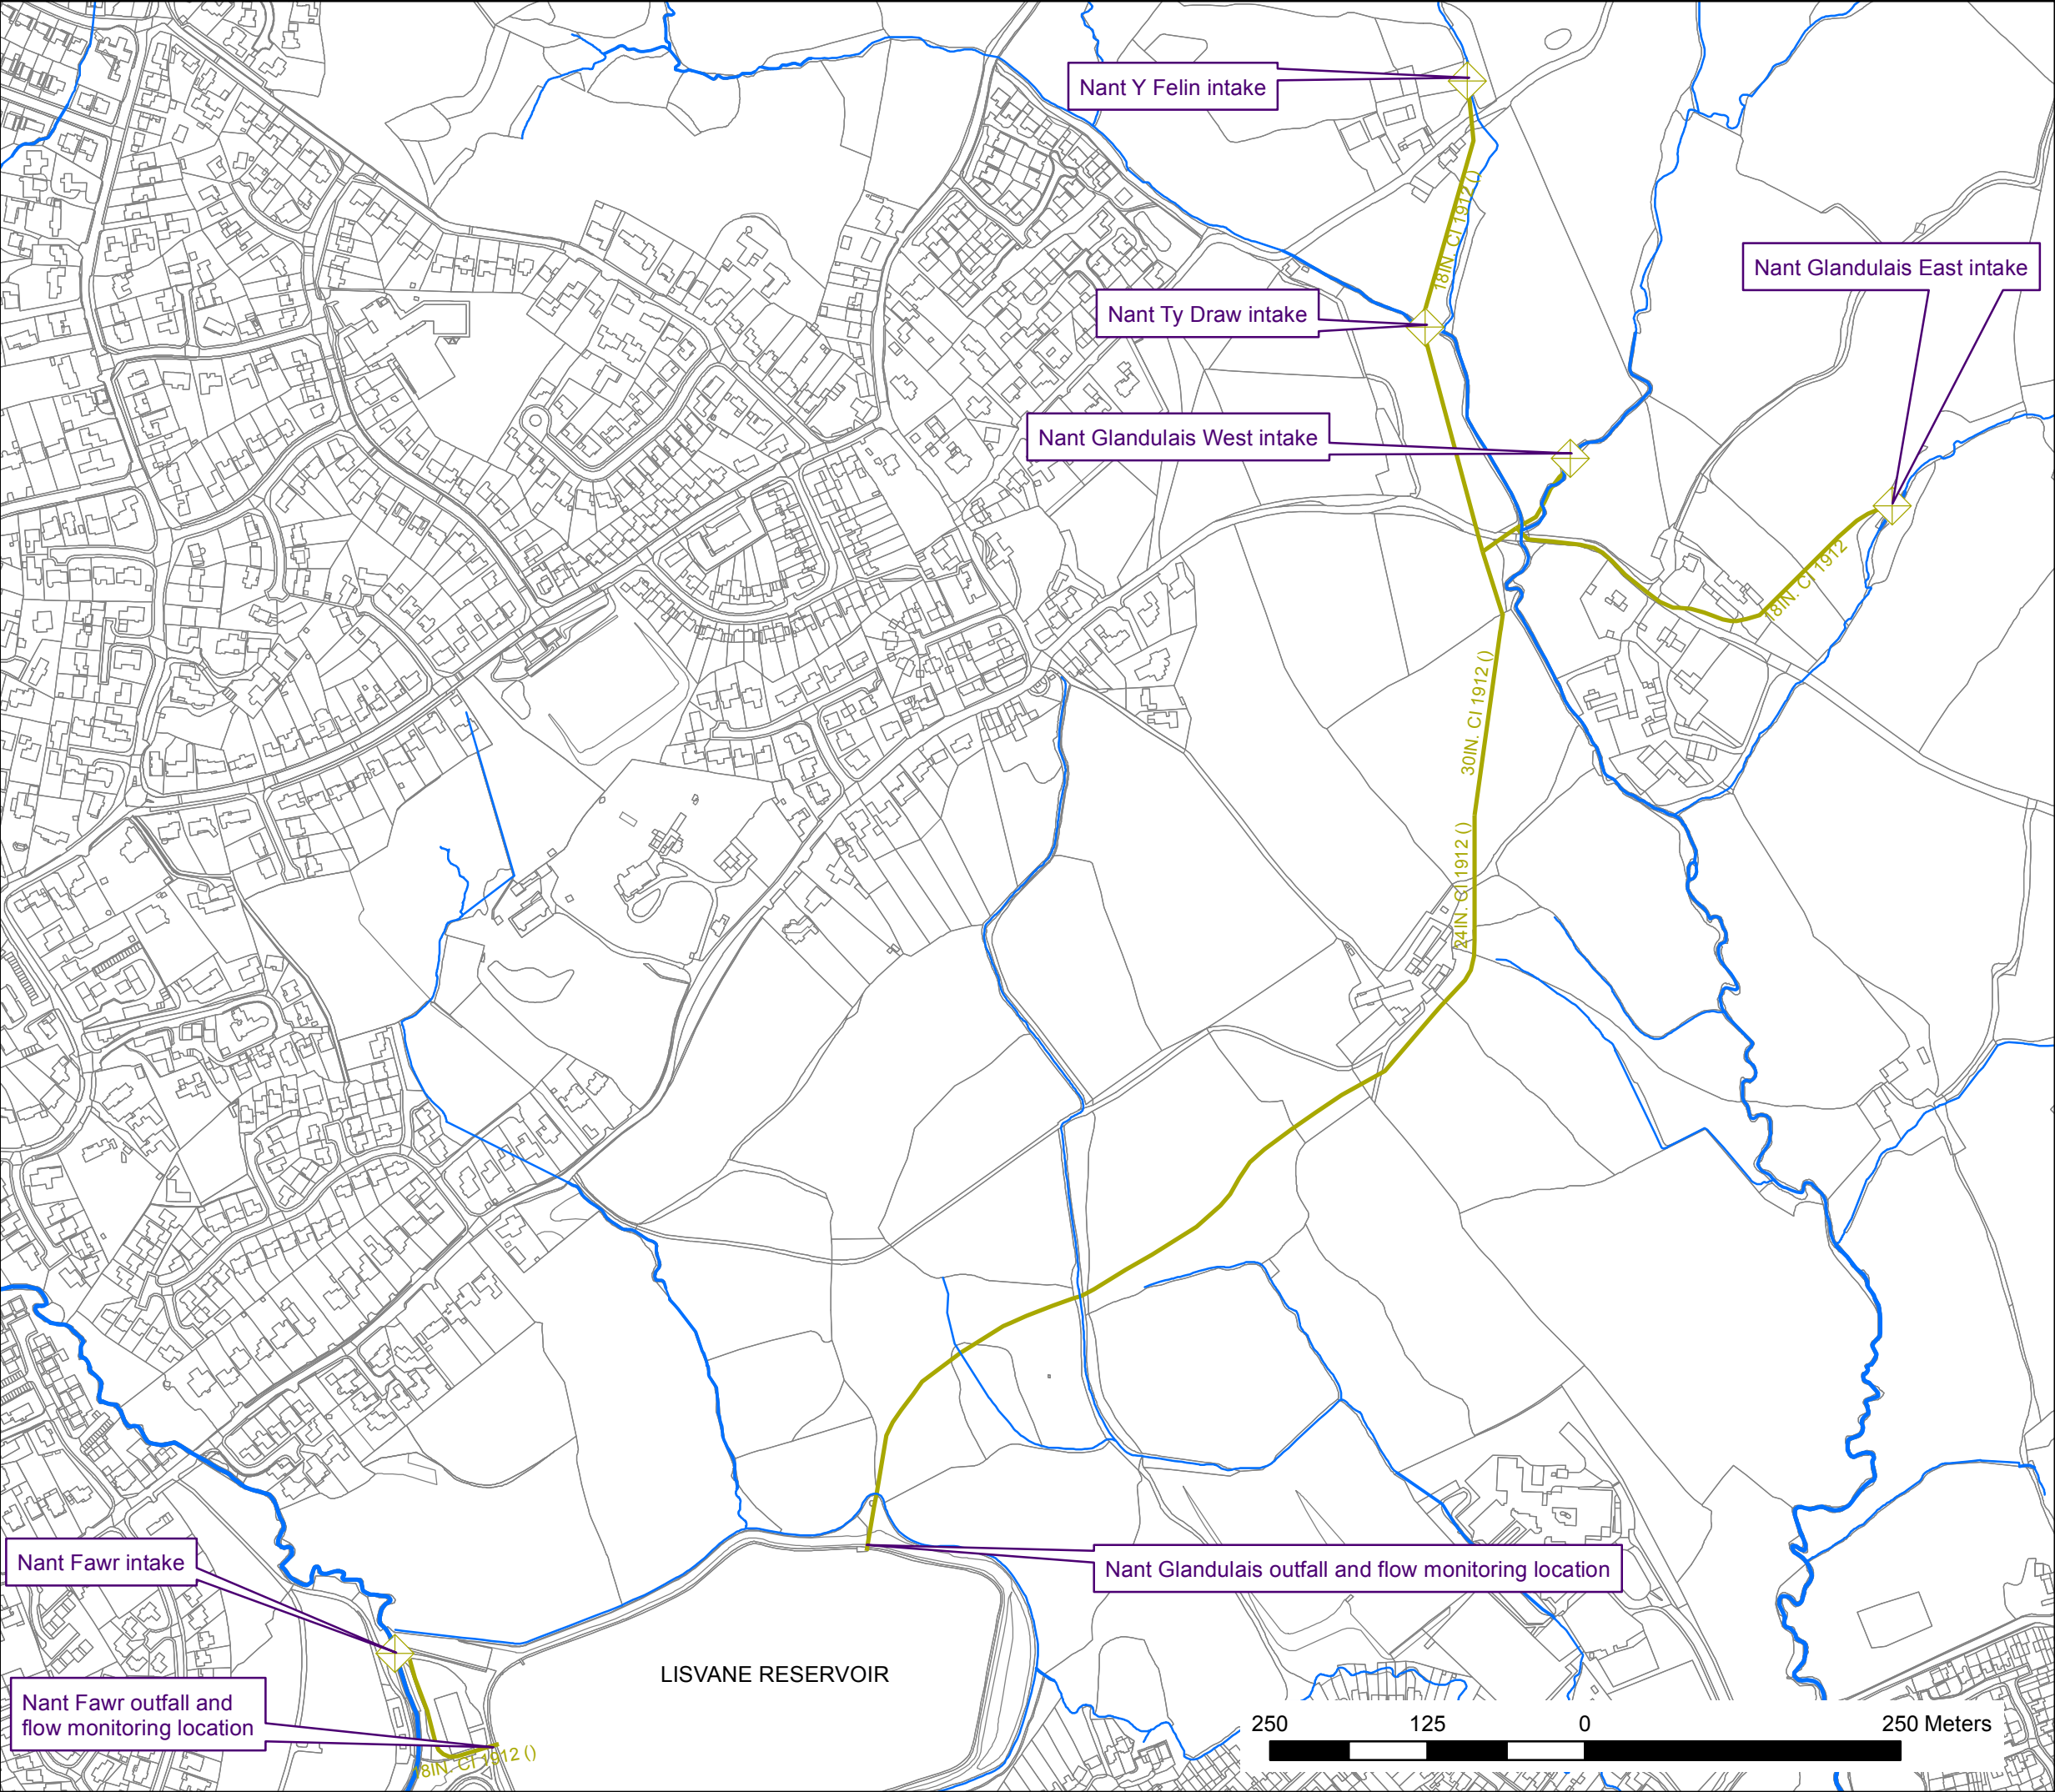 Nant Y Felin intake
18IN. CI 1912 ()
Nant Glandulais East intake
Nant Ty Draw intake
Nant Glandulais West intake
18IN. CI 1912
30IN. CI 1912 ()
24IN. CI 1912 ()
Nant Fawr intake
Nant Glandulais outfall and flow monitoring location
LISVANE RESERVOIR
Nant Fawr outfall and
flow monitoring location
18IN. CI 1912 ()
250 125 0 250 Meters